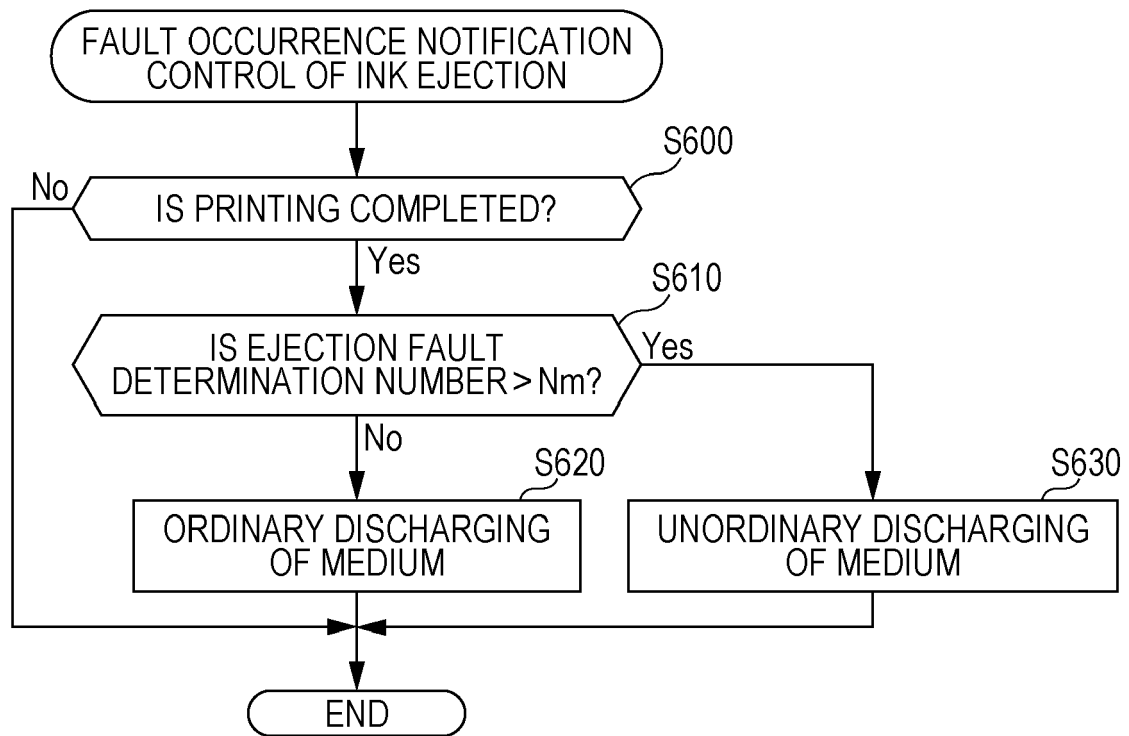 FAULT OCCURRENCE NOTIFICATION
CONTROL OF INK EJECTION
S600
No
IS PRINTING COMPLETED?
Yes
S610
IS EJECTION FAULT
DETERMINATION NUMBER > Nm?
Yes
No
S620
S630
ORDINARY DISCHARGING
OF MEDIUM
UNORDINARY DISCHARGING
OF MEDIUM
END